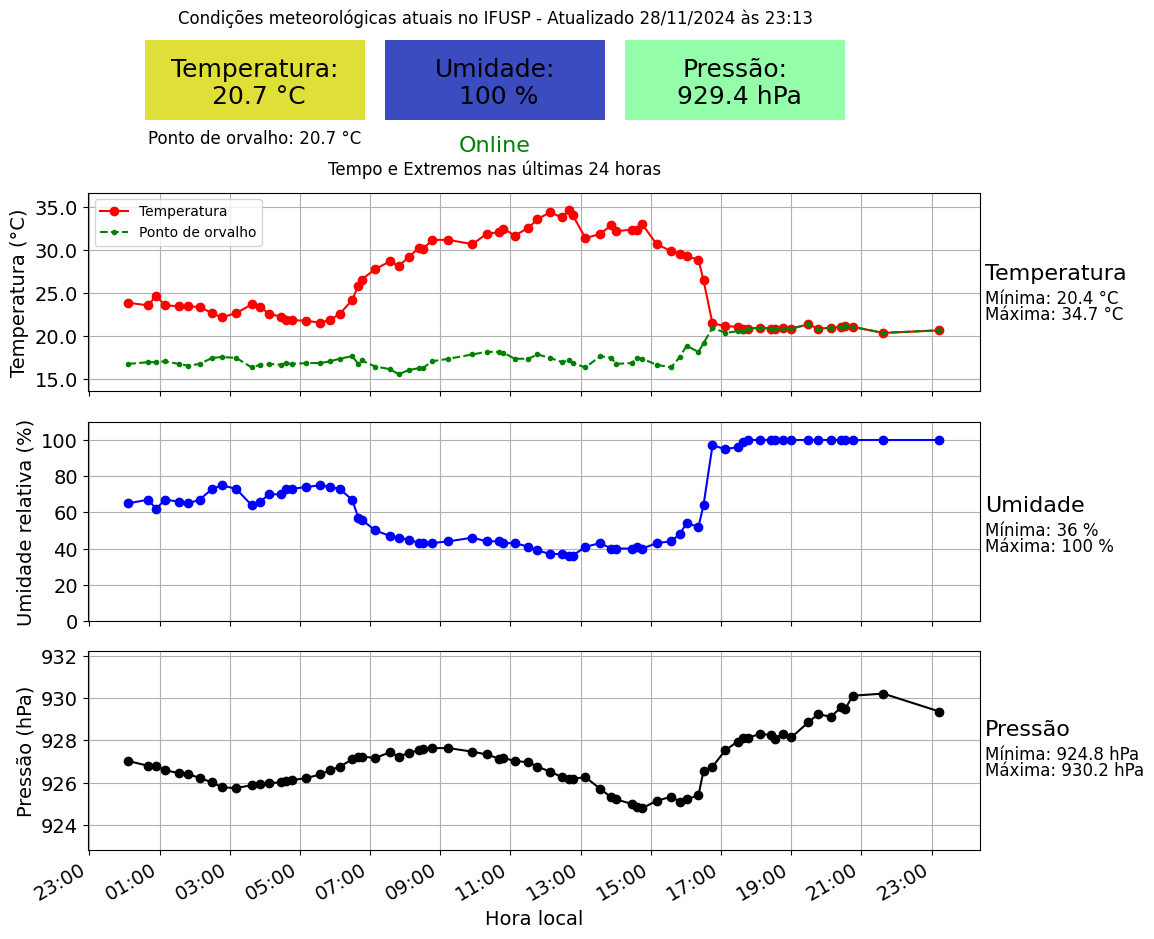 Condições meteorológicas atuais no IFUSP - Atualizado 28/11/2024 às 23:13
Temperatura:
20.7 °C
Umidade:
100 %
Pressão:
929.4 hPa
Ponto de orvalho: 20.7 °C
Online
Tempo e Extremos nas últimas 24 horas
Temperatura (°C)
35.0
30.0
25.0
20.0
15.0
Temperatura
Ponto de orvalho
Temperatura
Mínima: 20.4 °C
Máxima: 34.7 °C
Umidade relativa (%)
100
80
60
40
20
0
Umidade
Mínima: 36 %
Máxima: 100 %
Pressão (hPa)
932
930
928
926
924
Pressão
Mínima: 924.8 hPa
Máxima: 930.2 hPa
23:00 01:00 03:00 05:00 07:00 09:00 11:00 13:00 15:00 17:00 19:00 21:00 23:00
Hora local